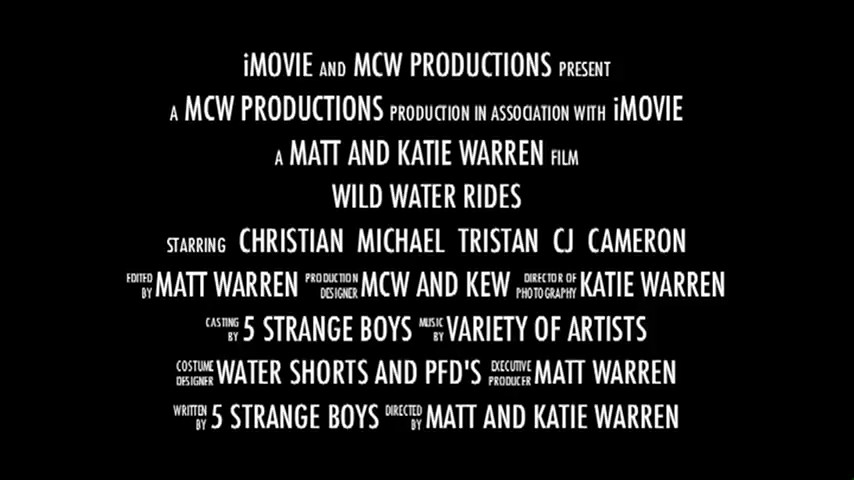 iMOVIE AND MCW PRODUCTIONS PRESENT
A MCW PRODUCTIONS PRODUCTION IN ASSOCIATION WITH iMOVIE
A MATT AND KATIE WARREN FILM
WILD WATER RIDES
STARRING CHRISTIAN MICHAEL TRISTAN CJ CAMERON
EDITED BY MATT WARREN PRODUCTION DESIGNER MCW AND KEW DIRECTOR OF PHOTOGRAPHY KATIE WARREN
CASTING BY 5 STRANGE BOYS MUSIC BY VARIETY OF ARTISTS
COSTUME DESIGNER WATER SHORTS AND PFD'S EXECUTIVE PRODUCER MATT WARREN
WRITTEN BY 5 STRANGE BOYS DIRECTED BY MATT AND KATIE WARREN